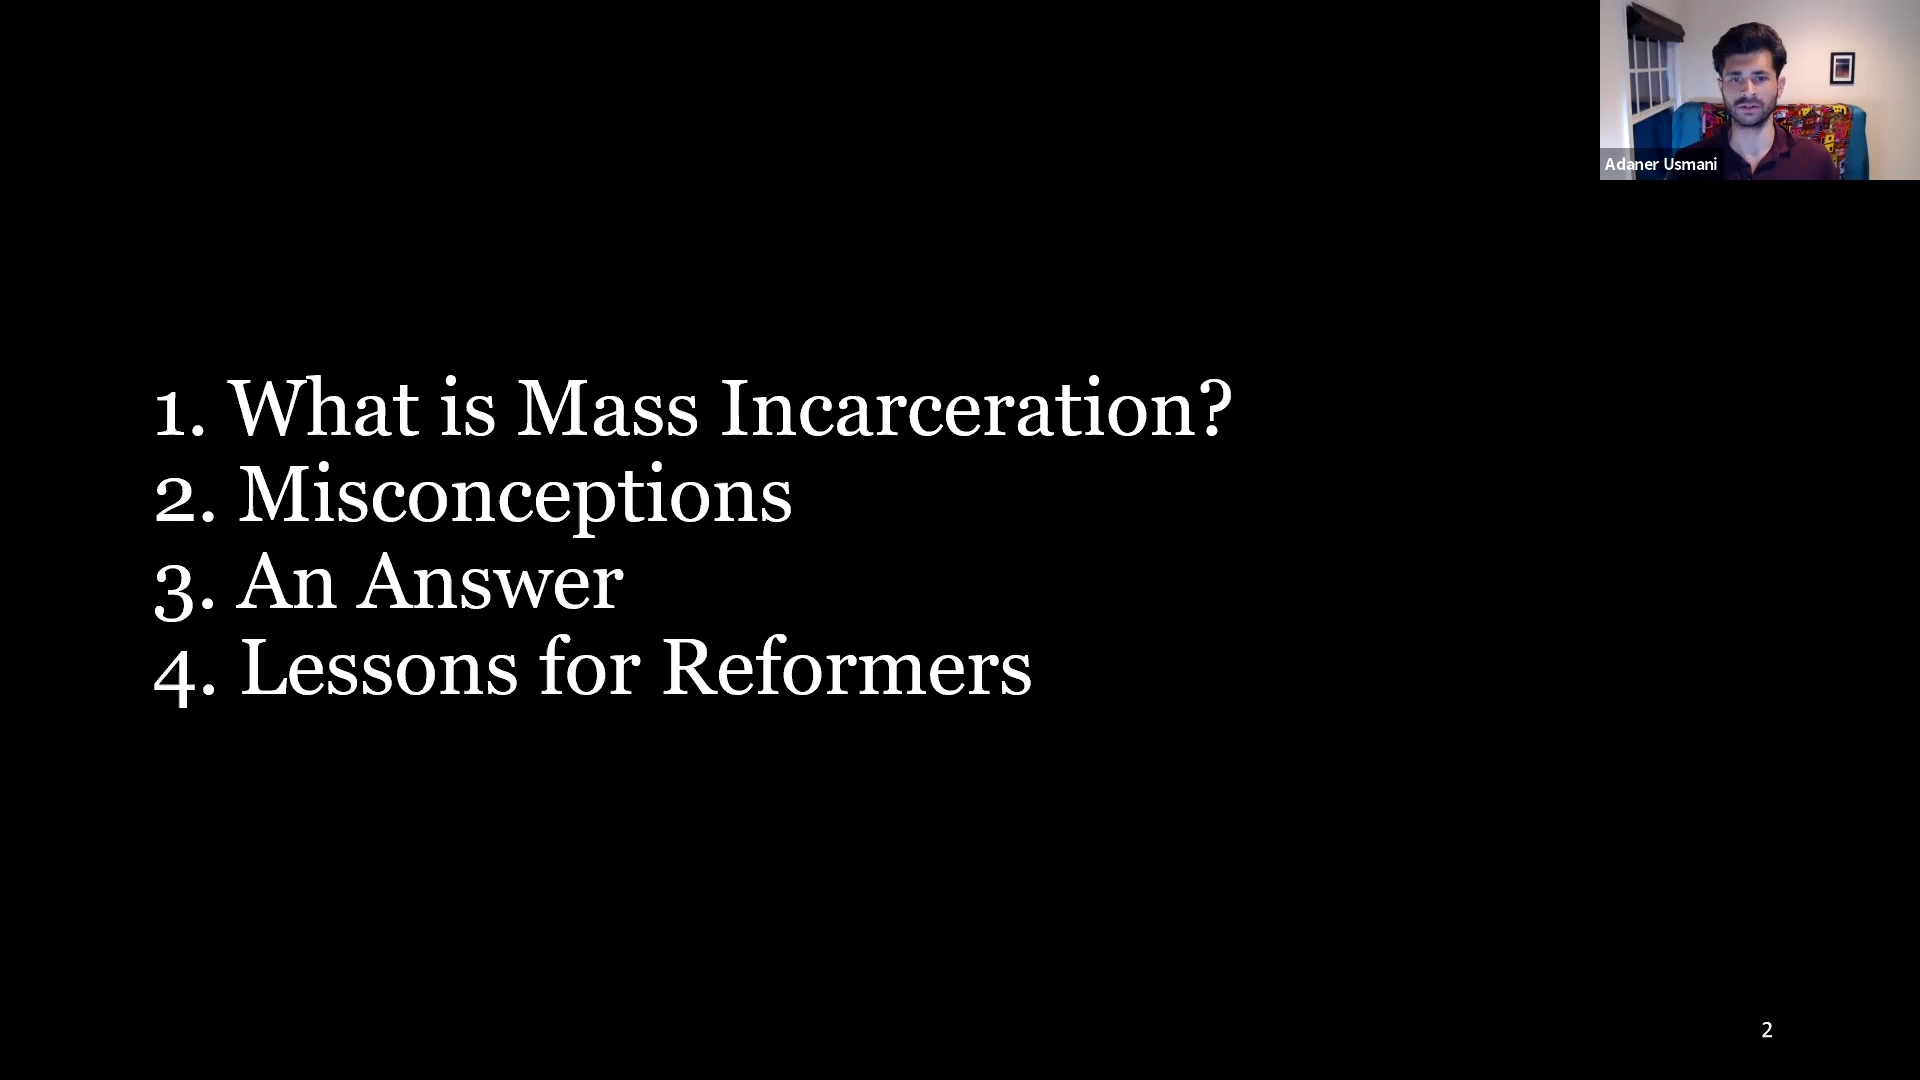 Adaner Usmani
1. What is Mass Incarceration?
2. Misconceptions
3. An Answer
4. Lessons for Reformers
2